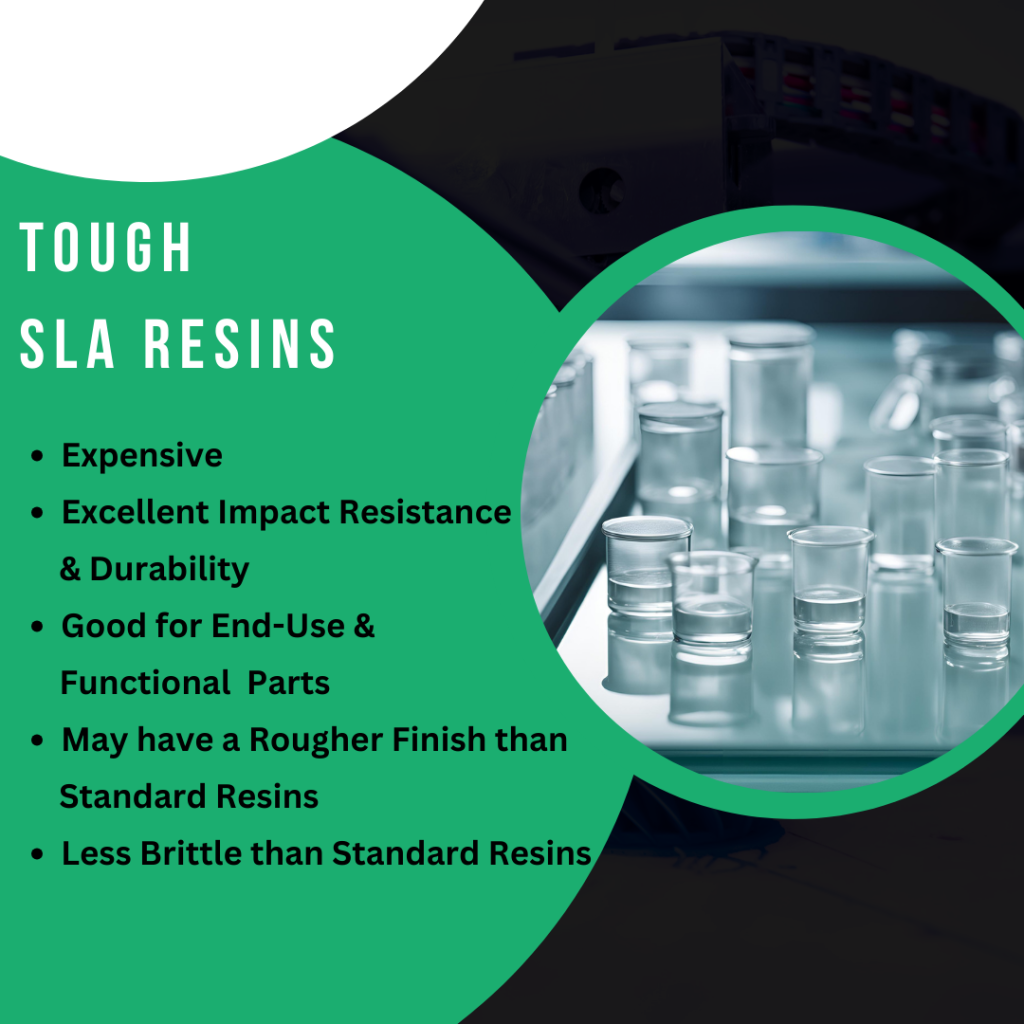 TOUGH
SLA RESINS
• Expensive
• Excellent Impact Resistance
& Durability
• Good for End-Use &
Functional  Parts
• May have a Rougher Finish than
Standard Resins
• Less Brittle than Standard Resins